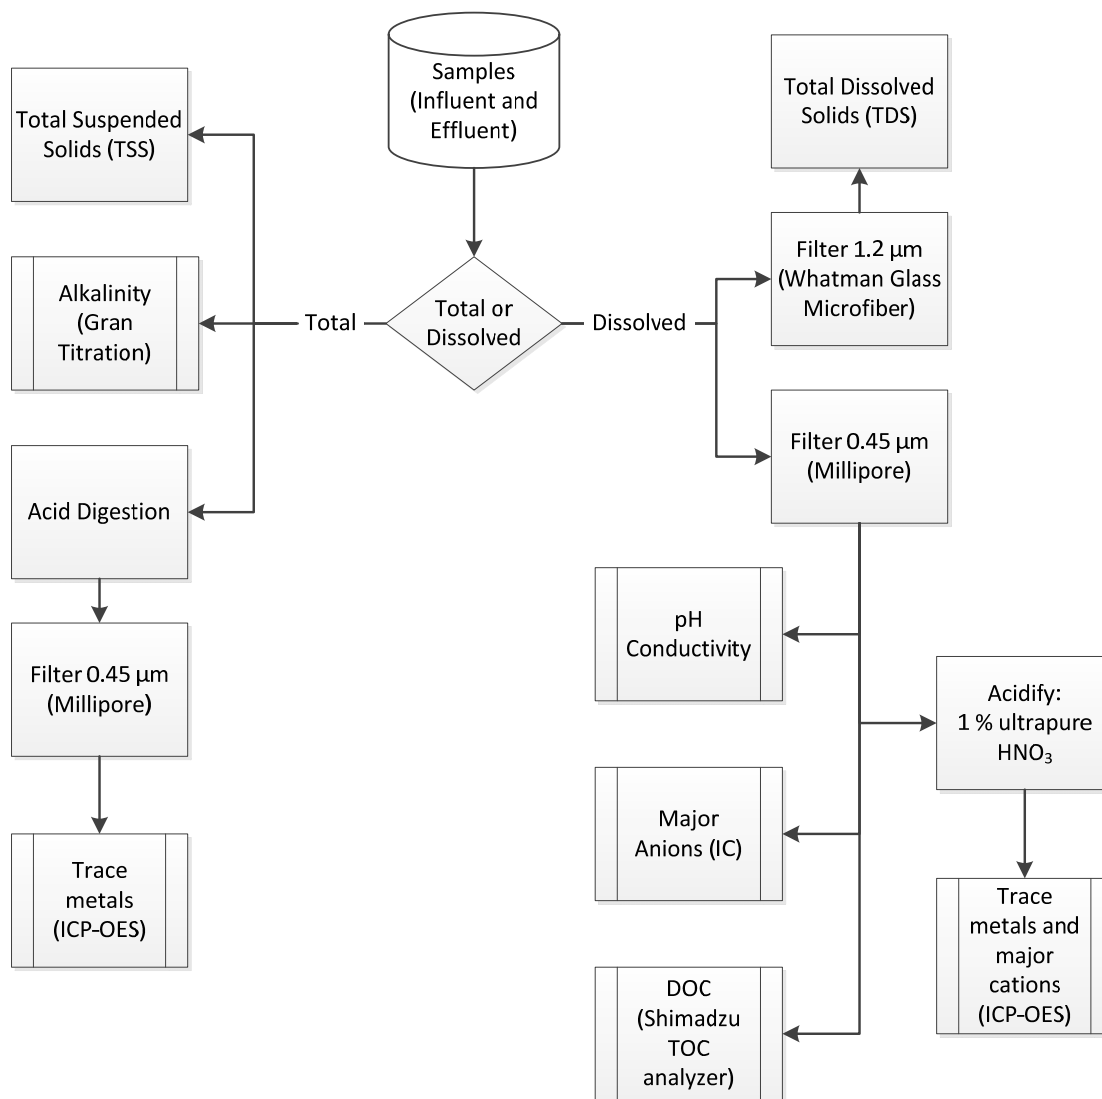 Samples
(Influent and
Effluent)
Total Suspended
Solids (TSS)
Total Dissolved
Solids (TDS)
Filter 1.2 µm
(Whatman Glass
Microfiber)
Alkalinity
(Gran
Titration)
Total
Total or
Dissolved
Dissolved
Filter 0.45 µm
(Millipore)
Acid Digestion
pH
Conductivity
Filter 0.45 µm
(Millipore)
Acidify:
1 % ultrapure
HNO₃
Major
Anions (IC)
Trace
metals
(ICP-OES)
Trace
metals and
major
cations
(ICP-OES)
DOC
(Shimadzu
TOC
analyzer)